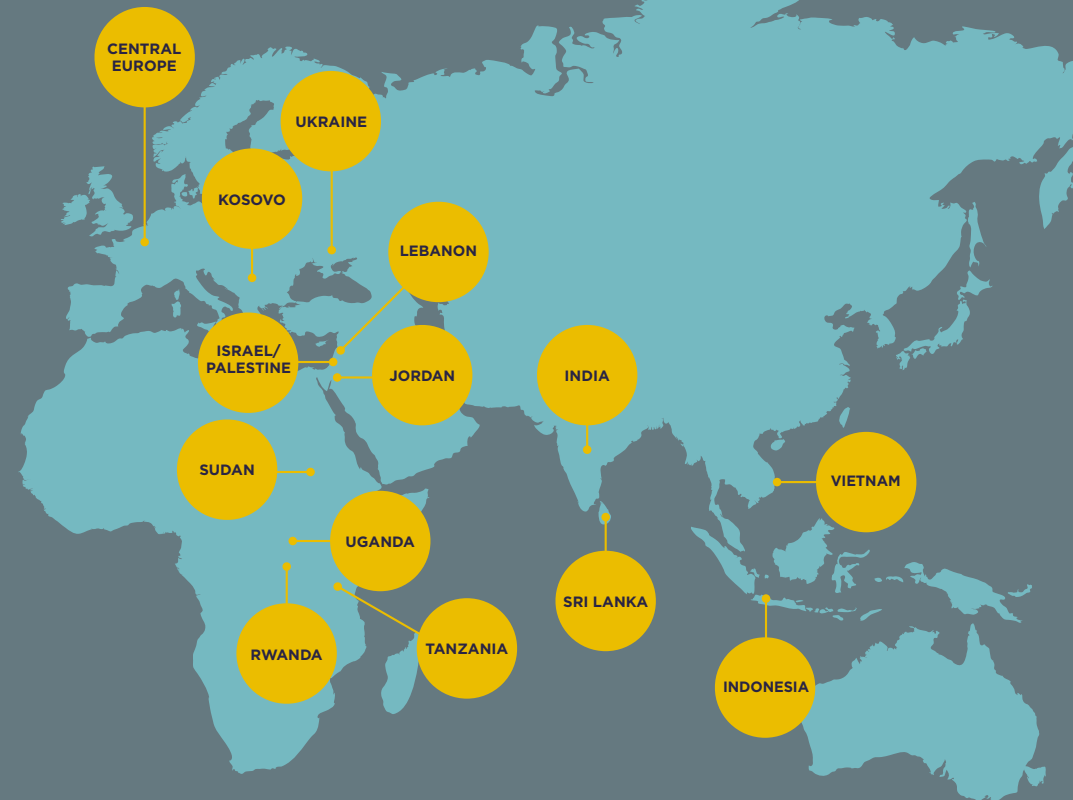 CENTRAL
EUROPE
UKRAINE
KOSOVO
LEBANON
ISRAEL/
PALESTINE
JORDAN
INDIA
SUDAN
VIETNAM
UGANDA
SRI LANKA
RWANDA
TANZANIA
INDONESIA